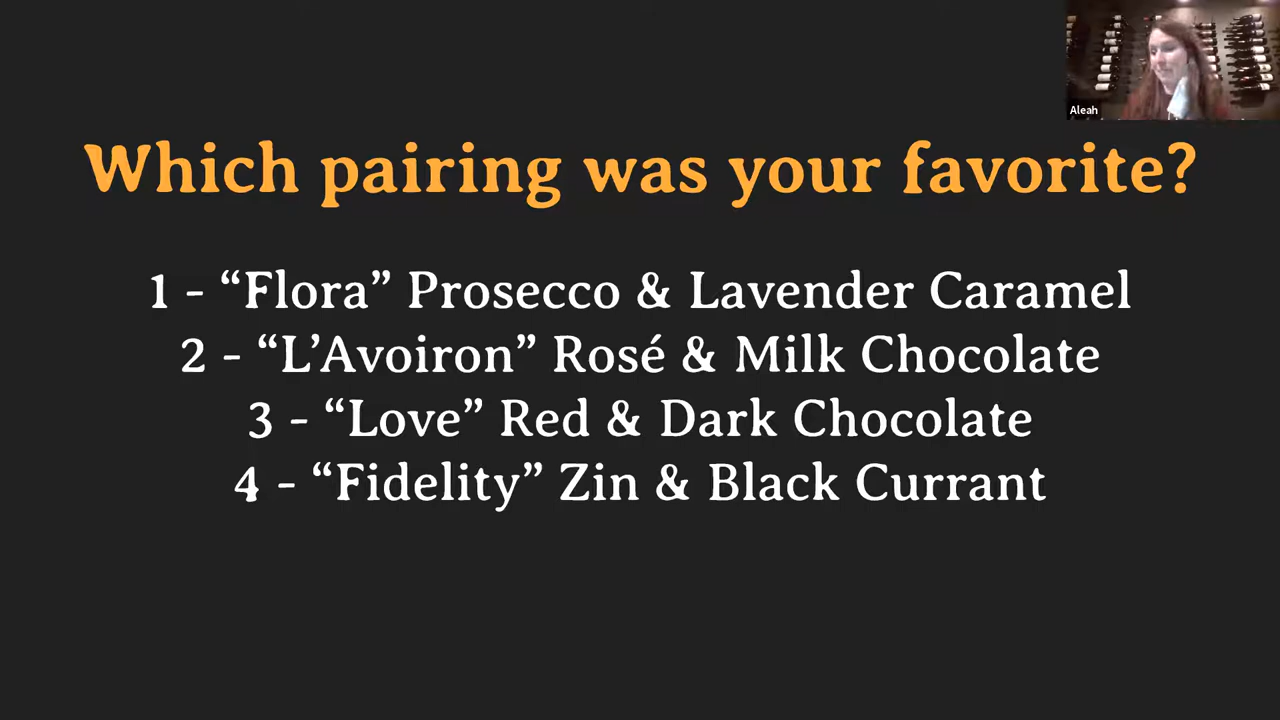 Aleah
Which pairing was your favorite?
1 - “Flora” Prosecco & Lavender Caramel
2 - “L’Avoiron” Rosé & Milk Chocolate
3 - “Love” Red & Dark Chocolate
4 - “Fidelity” Zin & Black Currant